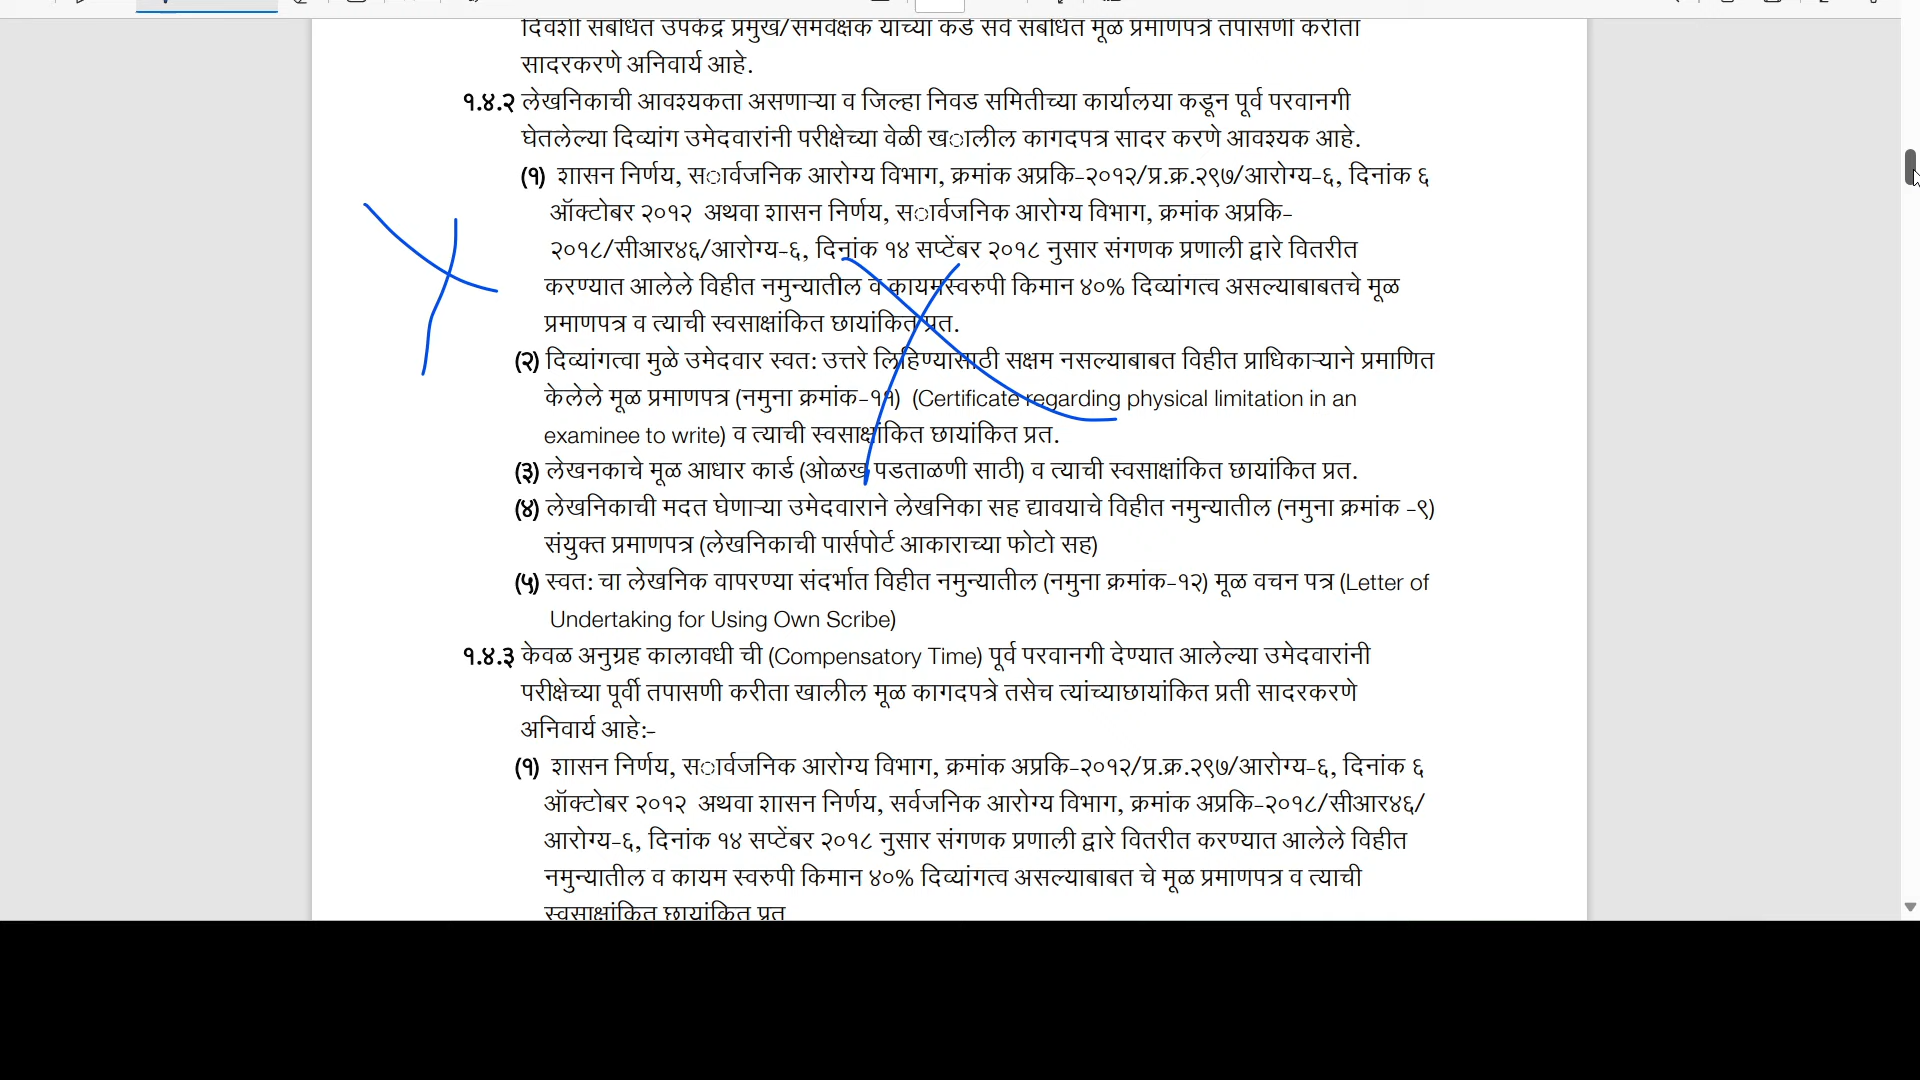 दिवशी संबंधित उपकेंद्र प्रमुख/समवेक्षक यांच्या कडे सर्व संबंधित मूळ प्रमाणपत्रे तपासणी करीता
सादरकरणे अनिवार्य आहे.
१.४.२ लेखनिकाची आवश्यकता असणाऱ्या व जिल्हा निवड समितीच्या कार्यालया कडून पूर्व परवानगी
घेतलेल्या दिव्यांग उमेदवारांनी परीक्षेच्या वेळी ख◌ालील कागदपत्र सादर करणे आवश्यक आहे.
(१) शासन निर्णय, स◌ार्वजनिक आरोग्य विभाग, क्रमांक अप्रकि-२०१२/प्र.क्र.२९७/आरोग्य-६, दिनांक ६
ऑक्टोबर २०१२ अथवा शासन निर्णय, स◌ार्वजनिक आरोग्य विभाग, क्रमांक अप्रकि-
२०१८/सीआर४६/आरोग्य-६, दिनांक १४ सप्टेंबर २०१८ नुसार संगणक प्रणाली द्वारे वितरीत
करण्यात आलेले विहीत नमुन्यातील व कायमस्वरुपी किमान ४०% दिव्यांगत्व असल्याबाबतचे मूळ
प्रमाणपत्र व त्याची स्वसाक्षांकित छायांकित प्रत.
(२) दिव्यांगत्वा मुळे उमेदवार स्वत: उत्तरे लिहिण्यासाठी सक्षम नसल्याबाबत विहीत प्राधिकाऱ्याने प्रमाणित
केलेले मूळ प्रमाणपत्र (नमुना क्रमांक-११) (Certificate regarding physical limitation in an
examinee to write) व त्याची स्वसाक्षांकित छायांकित प्रत.
(३) लेखनकाचे मूळ आधार कार्ड (ओळख पडताळणी साठी) व त्याची स्वसाक्षांकित छायांकित प्रत.
(४) लेखनिकाची मदत घेणाऱ्या उमेदवाराने लेखनिका सह द्यावयाचे विहीत नमुन्यातील (नमुना क्रमांक -९)
संयुक्त प्रमाणपत्र (लेखनिकाची पार्सपोर्ट आकाराच्या फोटो सह)
(५) स्वत: चा लेखनिक वापरण्या संदर्भात विहीत नमुन्यातील (नमुना क्रमांक-१२) मूळ वचन पत्र (Letter of
Undertaking for Using Own Scribe)
१.४.३ केवळ अनुग्रह कालावधी ची (Compensatory Time) पूर्व परवानगी देण्यात आलेल्या उमेदवारांनी
परीक्षेच्या पूर्वी तपासणी करीता खालील मूळ कागदपत्रे तसेच त्यांच्याछायांकित प्रती सादरकरणे
अनिवार्य आहे:-
(१) शासन निर्णय, स◌ार्वजनिक आरोग्य विभाग, क्रमांक अप्रकि-२०१२/प्र.क्र.२९७/आरोग्य-६, दिनांक ६
ऑक्टोबर २०१२ अथवा शासन निर्णय, सर्वजनिक आरोग्य विभाग, क्रमांक अप्रकि-२०१८/सीआर४६/
आरोग्य-६, दिनांक १४ सप्टेंबर २०१८ नुसार संगणक प्रणाली द्वारे वितरीत करण्यात आलेले विहीत
नमुन्यातील व कायम स्वरुपी किमान ४०% दिव्यांगत्व असल्याबाबत चे मूळ प्रमाणपत्र व त्याची
स्वसाक्षांकित छायांकित प्रत